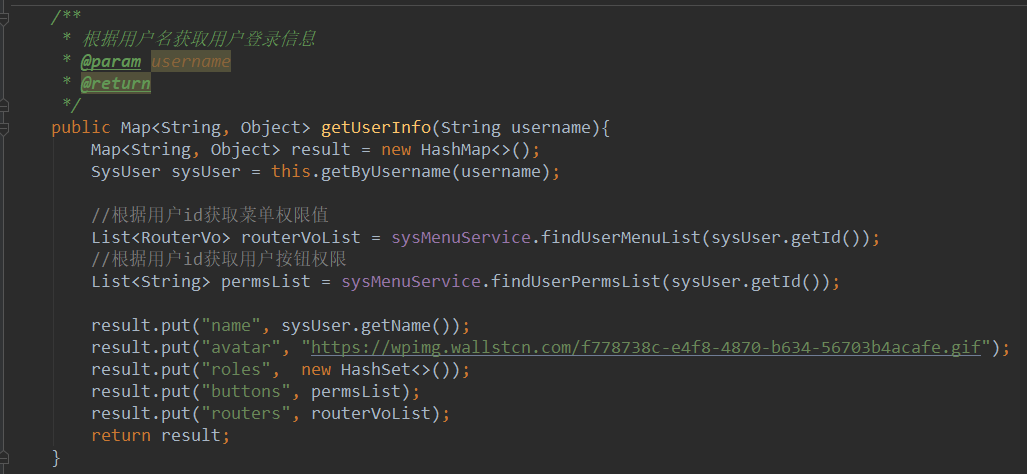 /**
 * 根据用户名获取用户登录信息
 * @param username
 * @return
 */
public Map<String, Object> getUserInfo(String username){
    Map<String, Object> result = new HashMap<>();
    SysUser sysUser = this.getByUsername(username);

    //根据用户id获取菜单权限值
    List<RouterVo> routerVoList = sysMenuService.findUserMenuList(sysUser.getId());
    //根据用户id获取用户按钮权限
    List<String> permsList = sysMenuService.findUserPermsList(sysUser.getId());

    result.put("name", sysUser.getName());
    result.put("avatar", "https://wpimg.wallstcn.com/f778738c-e4f8-4870-b634-56703b4acafe.gif");
    result.put("roles",  new HashSet<>());
    result.put("buttons", permsList);
    result.put("routers", routerVoList);
    return result;
}